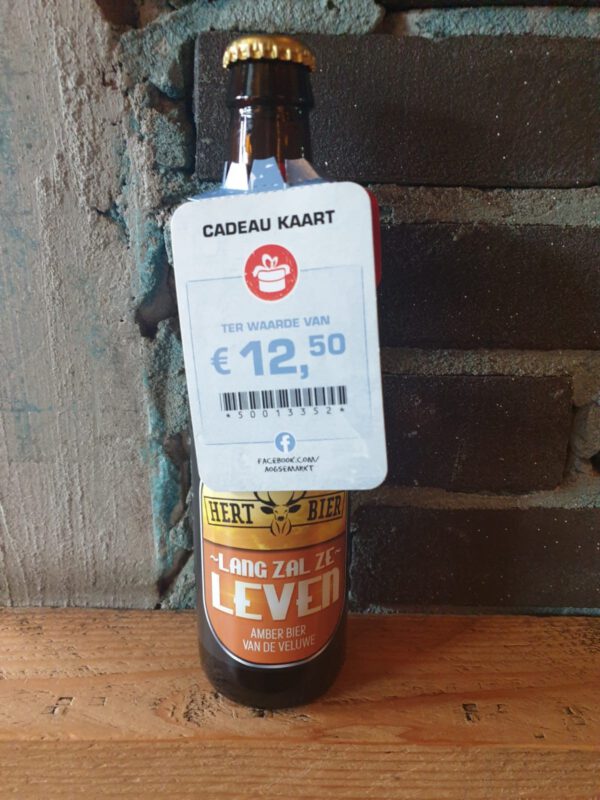 CADEAU KAART
TER WAARDE VAN
€ 12,50
*50013352*
FACEBOOK.COM/
AOGSEMARKT
HERT BIER
~LANG ZAL ZE~
LEVEN
AMBER BIER
VAN DE VELUWE